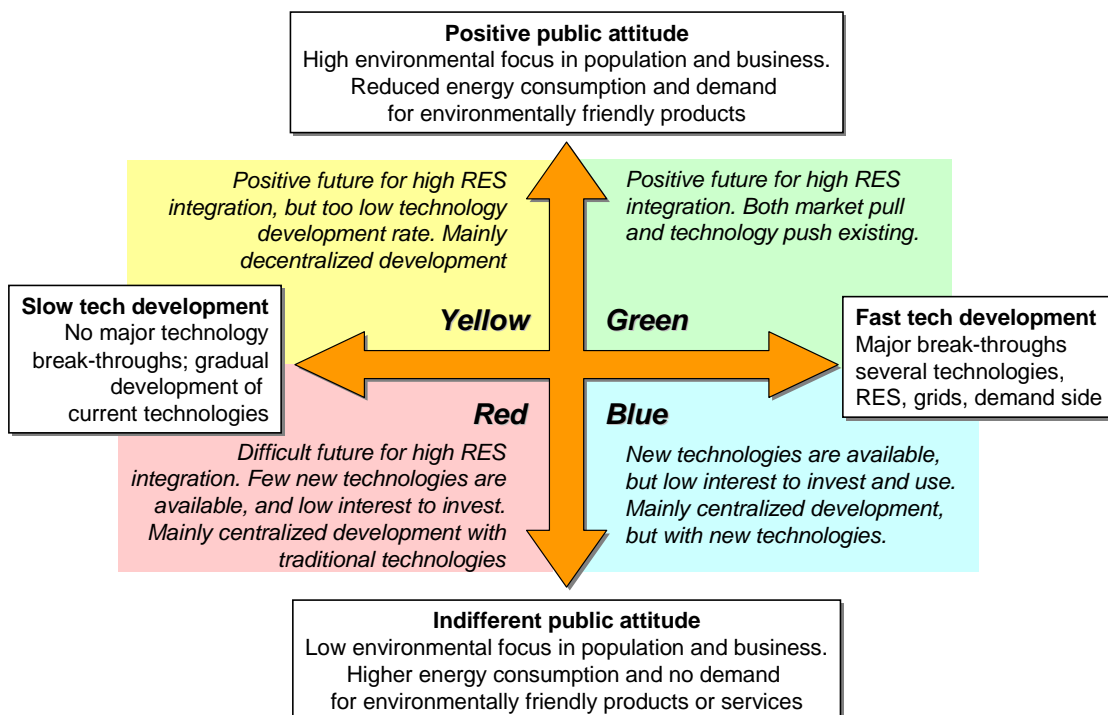 Positive public attitude
High environmental focus in population and business.
Reduced energy consumption and demand
for environmentally friendly products
Positive future for high RES
integration, but too low technology
development rate. Mainly
decentralized development
Positive future for high RES
integration. Both market pull
and technology push existing.
Yellow
Green
Slow tech development
No major technology
break-throughs; gradual
development of
current technologies
Fast tech development
Major break-throughs
several technologies,
RES, grids, demand side
Red
Blue
Difficult future for high RES
integration. Few new technologies are
available, and low interest to invest.
Mainly centralized development with
traditional technologies
New technologies are available,
but low interest to invest and use.
Mainly centralized development,
but with new technologies.
Indifferent public attitude
Low environmental focus in population and business.
Higher energy consumption and no demand
for environmentally friendly products or services